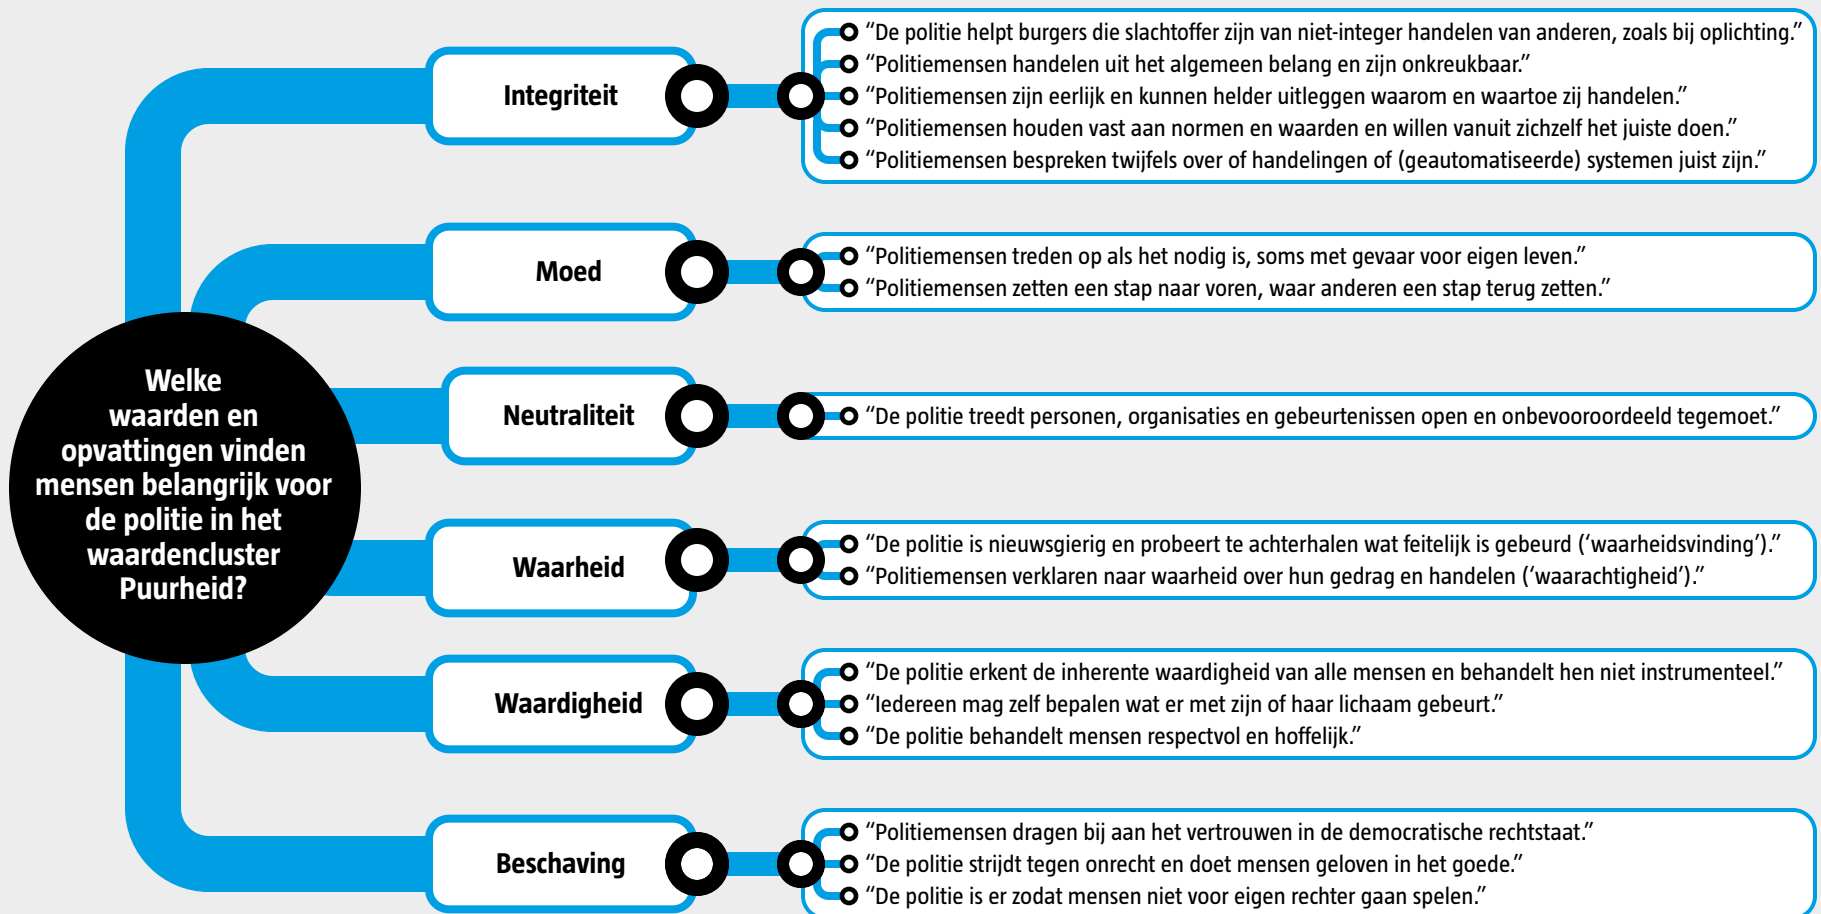 Welke
waarden en
opvattingen vinden
mensen belangrijk voor
de politie in het
waardencluster
Puurheid?
Integriteit
“De politie helpt burgers die slachtoffer zijn van niet-integer handelen van anderen, zoals bij oplichting.”
“Politiemensen handelen uit het algemeen belang en zijn onkreukbaar.”
“Politiemensen zijn eerlijk en kunnen helder uitleggen waarom en waartoe zij handelen.”
“Politiemensen houden vast aan normen en waarden en willen vanuit zichzelf het juiste doen.”
“Politiemensen bespreken twijfels over of handelingen of (geautomatiseerde) systemen juist zijn.”
Moed
“Politiemensen treden op als het nodig is, soms met gevaar voor eigen leven.”
“Politiemensen zetten een stap naar voren, waar anderen een stap terug zetten.”
Neutraliteit
“De politie treedt personen, organisaties en gebeurtenissen open en onbevooroordeeld tegemoet.”
Waarheid
“De politie is nieuwsgierig en probeert te achterhalen wat feitelijk is gebeurd (‘waarheidsvinding’).”
“Politiemensen verklaren naar waarheid over hun gedrag en handelen (‘waarachtigheid’).”
Waardigheid
“De politie erkent de inherente waardigheid van alle mensen en behandelt hen niet instrumenteel.”
“Iedereen mag zelf bepalen wat er met zijn of haar lichaam gebeurt.”
“De politie behandelt mensen respectvol en hoffelijk.”
Beschaving
“Politiemensen dragen bij aan het vertrouwen in de democratische rechtstaat.”
“De politie strijdt tegen onrecht en doet mensen geloven in het goede.”
“De politie is er zodat mensen niet voor eigen rechter gaan spelen.”